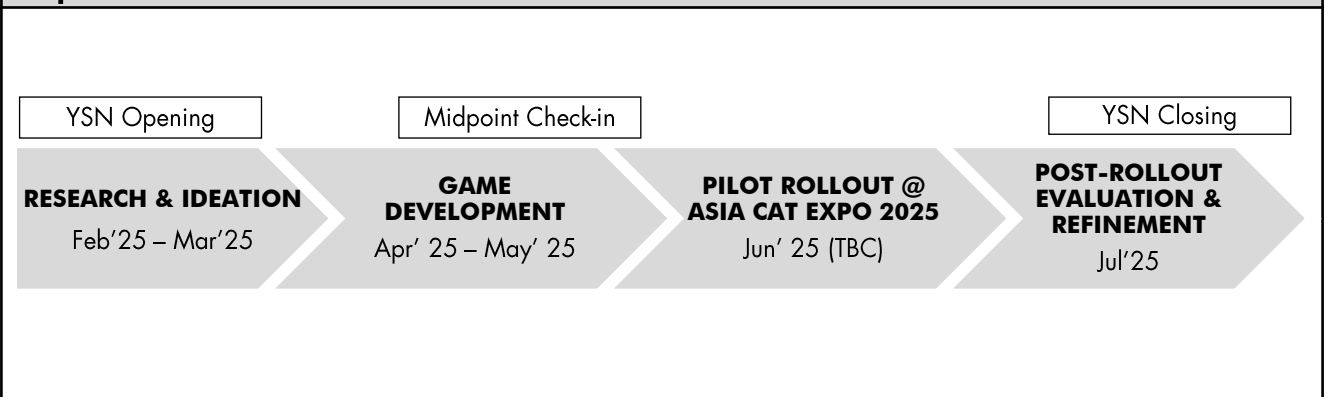 YSN Opening
Midpoint Check-in
YSN Closing
RESEARCH & IDEATION
Feb’25 – Mar’25
GAME
DEVELOPMENT
Apr’ 25 – May’ 25
PILOT ROLLOUT @
ASIA CAT EXPO 2025
Jun’ 25 (TBC)
POST-ROLLOUT
EVALUATION &
REFINEMENT
Jul’25